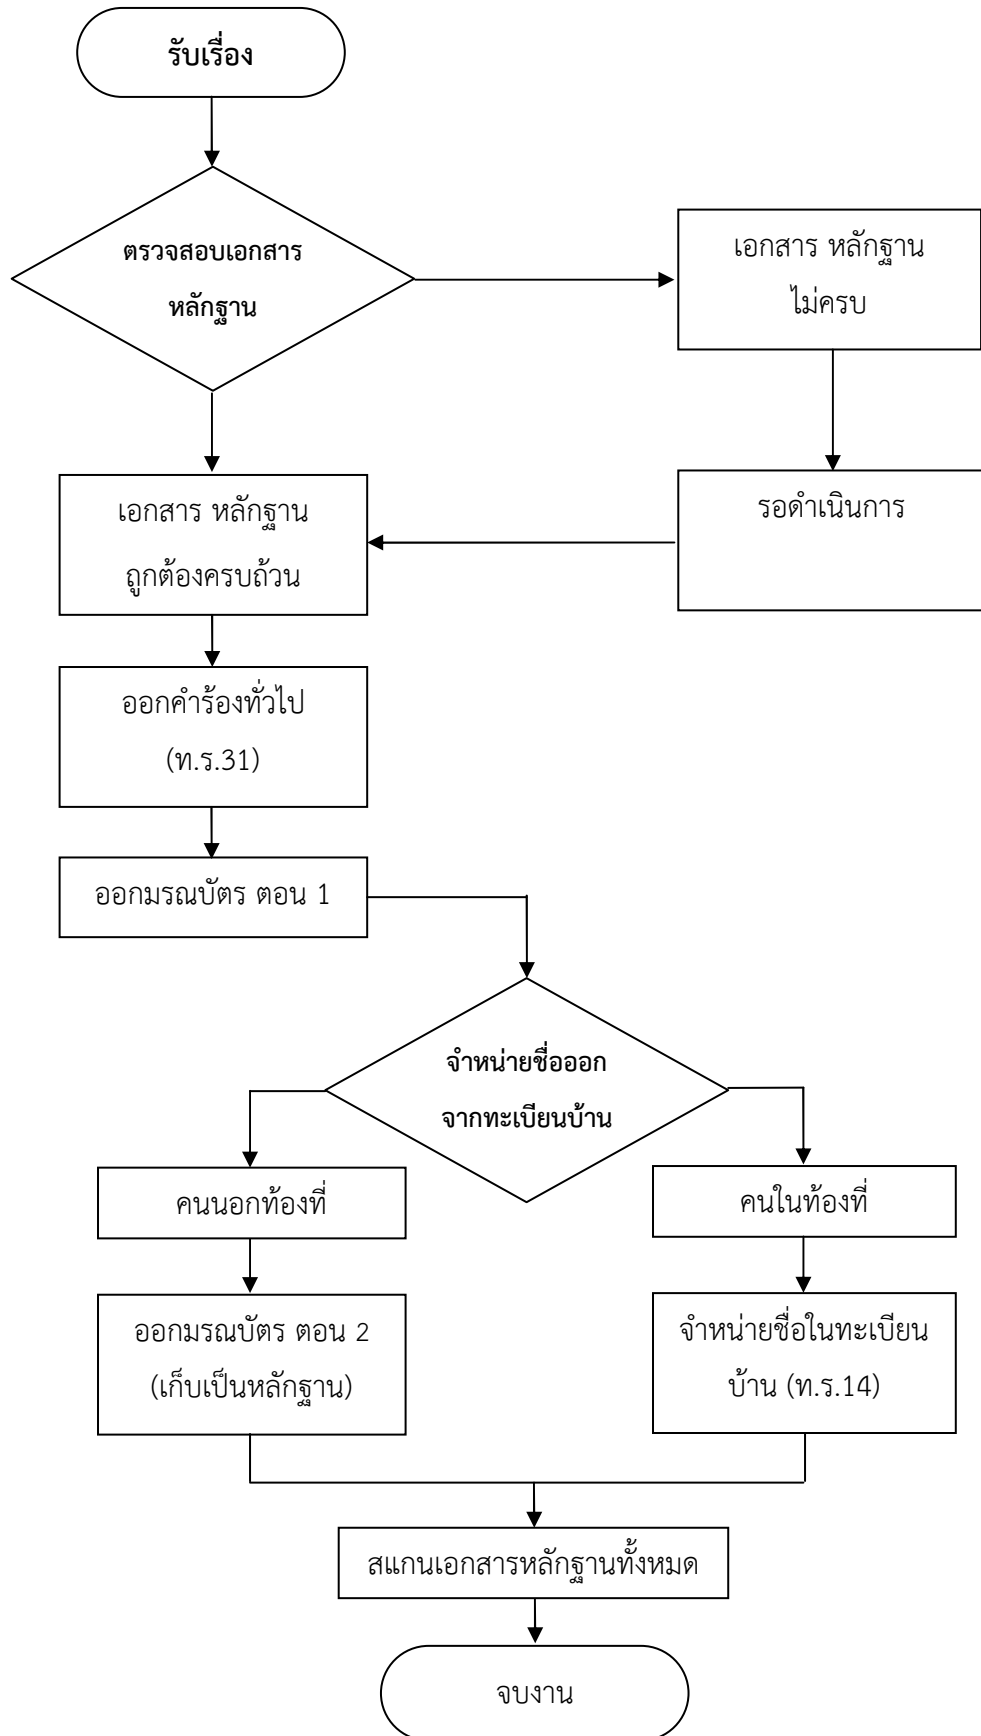 รับเรื่อง
ตรวจสอบเอกสาร
หลักฐาน
เอกสาร หลักฐาน
ไม่ครบ
รอดำเนินการ
เอกสาร หลักฐาน
ถูกต้องครบถ้วน
ออกคำร้องทั่วไป
(ท.ร.31)
ออกมรณบัตร ตอน 1
จำหน่ายชื่อออก
จากทะเบียนบ้าน
คนนอกท้องที่
คนในท้องที่
ออกมรณบัตร ตอน 2
(เก็บเป็นหลักฐาน)
จำหน่ายชื่อในทะเบียน
บ้าน (ท.ร.14)
สแกนเอกสารหลักฐานทั้งหมด
จบงาน